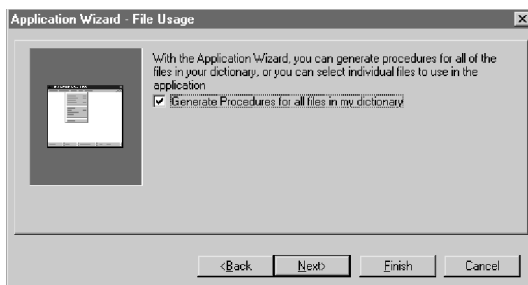 Application Wizard - File Usage
With the Application Wizard, you can generate procedures for all of the
files in your dictionary, or you can select individual files to use in the
application
Generate Procedures for all files in my dictionary
<Back Next> Finish Cancel